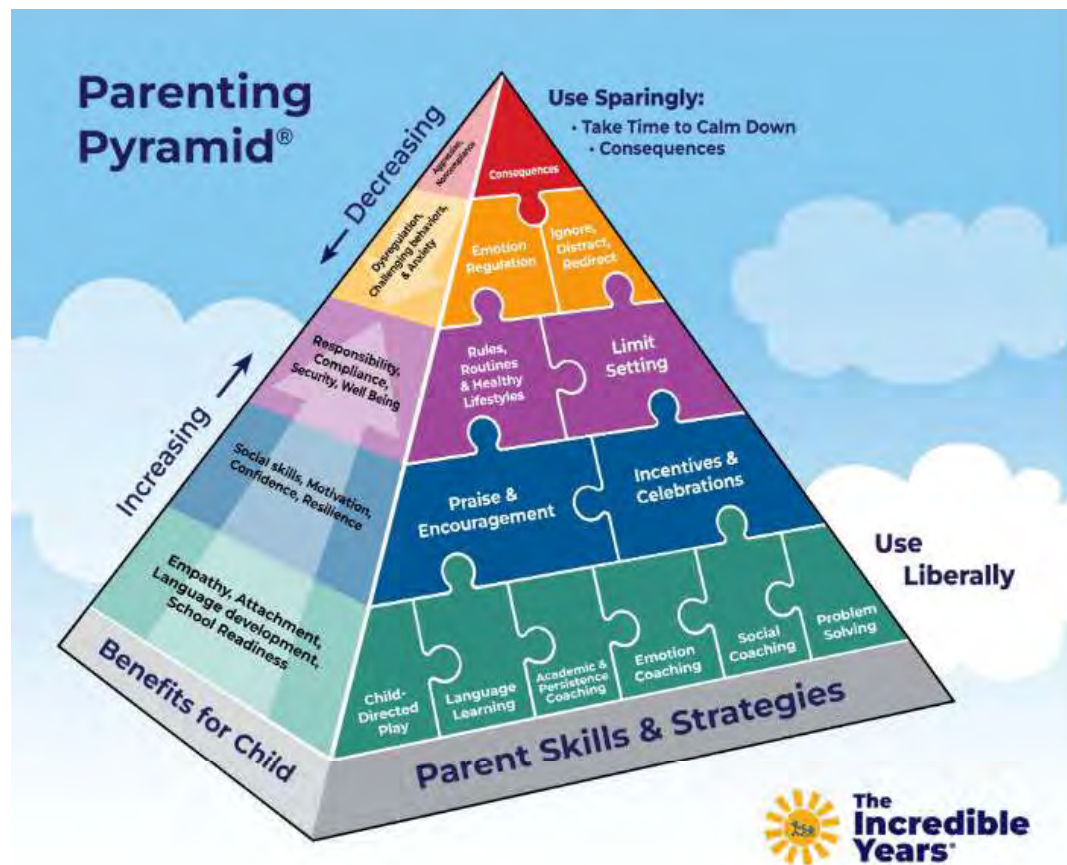 Parenting
Pyramid®
Use Sparingly:
• Take Time to Calm Down
• Consequences
← Decreasing
Increasing →
Aggression,
Noncompliance
Dysregulation,
Challenging behaviors,
& Anxiety
Responsibility,
Compliance,
Security, Well Being
Social skills, Motivation,
Confidence, Resilience
Empathy, Attachment,
Language development,
School Readiness
Benefits for Child
Consequences
Emotion
Regulation
Ignore,
Distract,
Redirect
Rules,
Routines
& Healthy
Lifestyles
Limit
Setting
Praise &
Encouragement
Incentives &
Celebrations
Child-
Directed
Play
Language
Learning
Academic &
Persistence
Coaching
Emotion
Coaching
Social
Coaching
Problem
Solving
Parent Skills & Strategies
Use
Liberally
The
Incredible
Years®